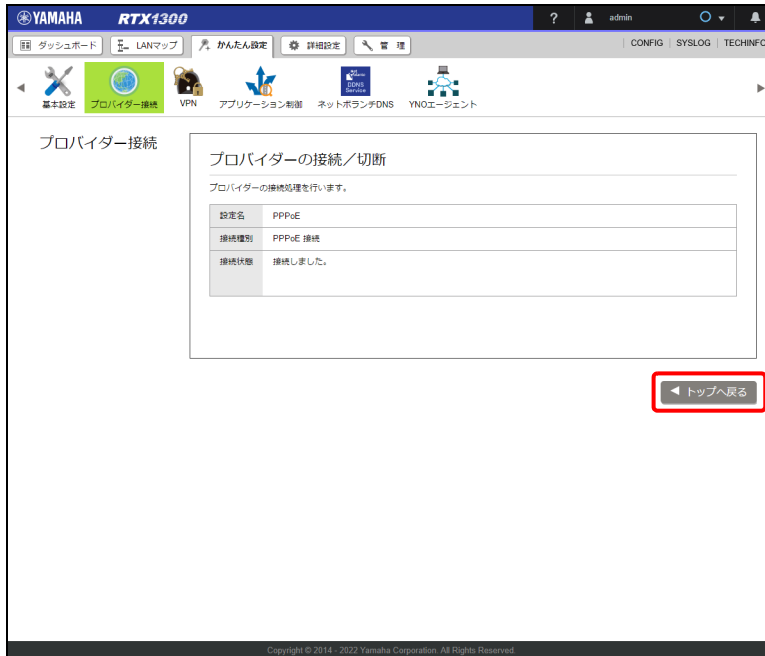 YAMAHA RTX1300 ? admin
ダッシュボード LANマップ かんたん設定 詳細設定 管 理 CONFIG SYSLOG TECHINFO
基本設定 プロバイダー接続 VPN アプリケーション制御 ネットボランチDNS YNOエージェント
Net Volante DDNS Service
プロバイダー接続
プロバイダーの接続/切断
プロバイダーの接続処理を行います。
設定名 PPPoE
接続種別 PPPoE 接続
接続状態 接続しました。
トップへ戻る
Copyright © 2014 - 2022 Yamaha Corporation. All Rights Reserved.